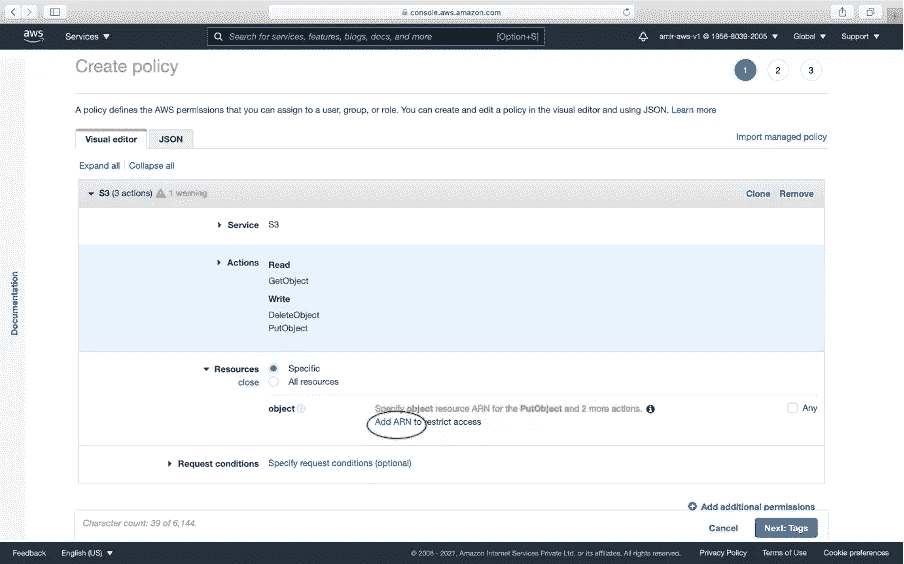 console.aws.amazon.com
aws Services Search for services, features, blogs, docs, and more [Option+S] amir-aws-v1 @ 1956-8039-2005 Global Support
Create policy 1 2 3
A policy defines the AWS permissions that you can assign to a user, group, or role. You can create and edit a policy in the visual editor and using JSON. Learn more
Visual editor JSON Import managed policy
Expand all Collapse all
S3 (3 actions) 1 warning Clone Remove
Service S3
Actions Read
GetObject
Write
DeleteObject
PutObject
Resources Specific
close All resources
object Specify object resource ARN for the PutObject and 2 more actions. Any
Add ARN to restrict access
Request conditions Specify request conditions (optional)
Add additional permissions
Character count: 39 of 6,144.
Cancel Next: Tags
Documentation
Feedback English (US) © 2008 - 2021, Amazon Internet Services Private Ltd. or its affiliates. All rights reserved. Privacy Policy Terms of Use Cookie preferences